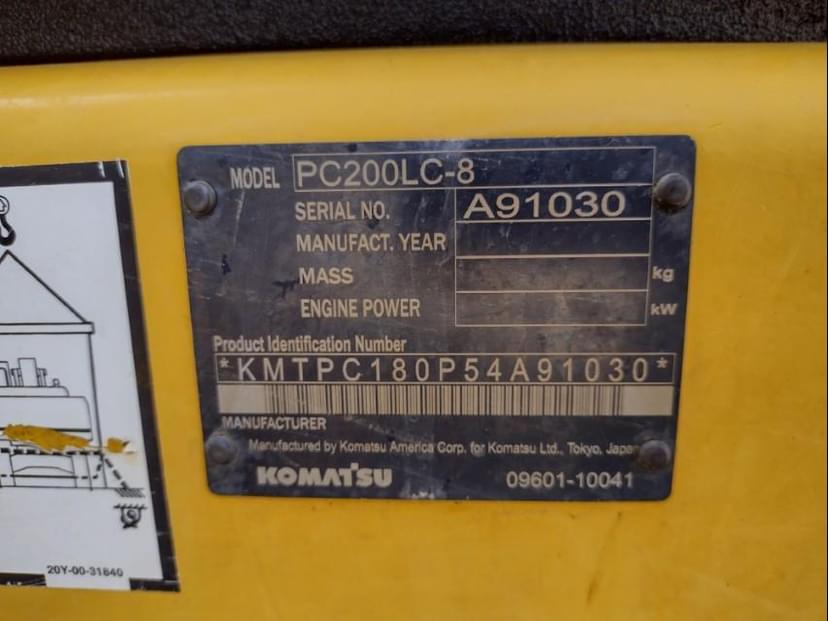 MODEL PC200LC-8
SERIAL NO. A91030
MANUFACT. YEAR
MASS kg
ENGINE POWER kW
Product Identification Number
*KMTPC180P54A91030*
MANUFACTURER
Manufactured by Komatsu America Corp. for Komatsu Ltd., Tokyo, Japan
KOMATSU 09601-10041
20Y-00-31640